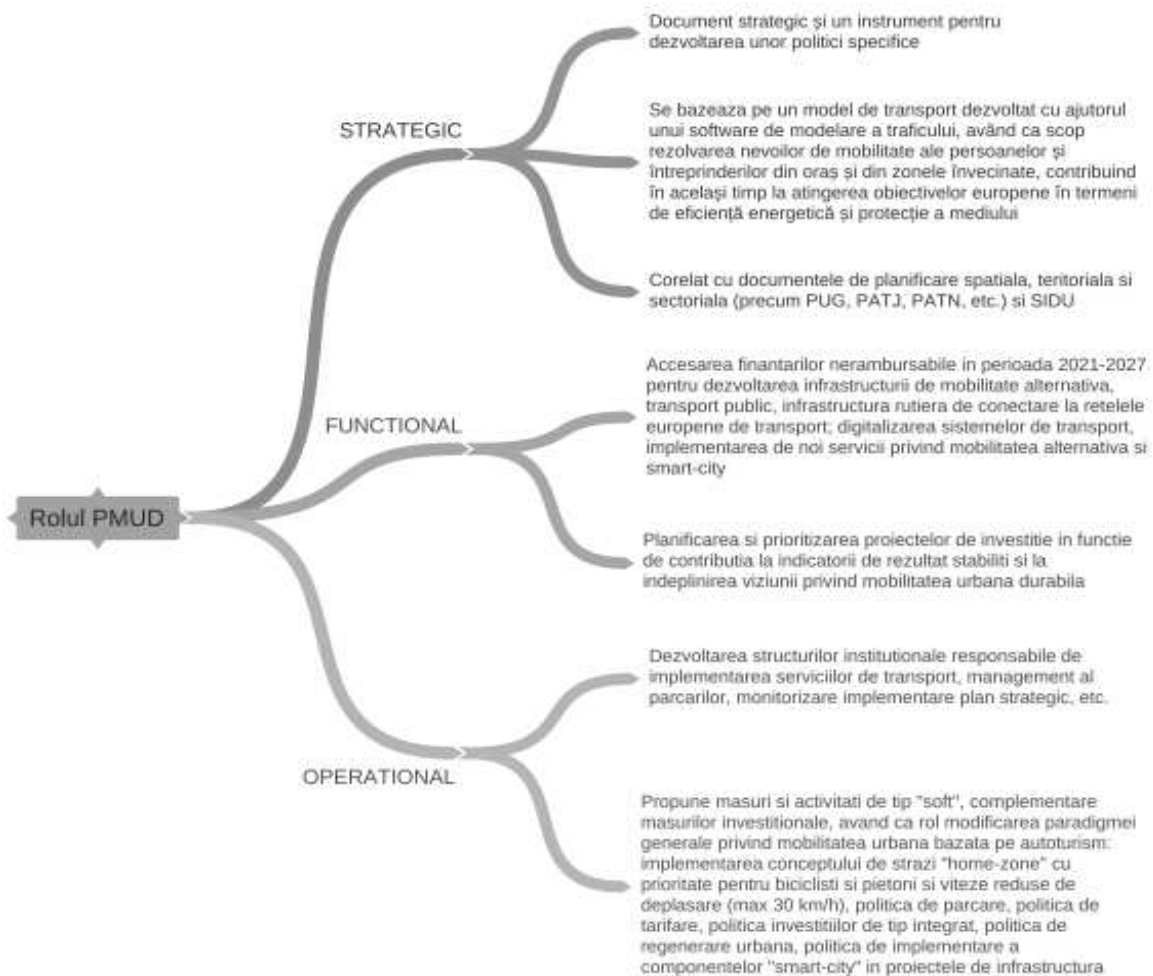 Rolul PMUD
STRATEGIC
Document strategic și un instrument pentru
dezvoltarea unor politici specifice
Se bazeaza pe un model de transport dezvoltat cu ajutorul
unui software de modelare a traficului, având ca scop
rezolvarea nevoilor de mobilitate ale persoanelor și
întreprinderilor din oraș și din zonele învecinate, contribuind
în același timp la atingerea obiectivelor europene în termeni
de eficiență energetică și protecție a mediului
Corelat cu documentele de planificare spatiala, teritoriala si
sectoriala (precum PUG, PATJ, PATN, etc.) si SIDU
FUNCTIONAL
Accesarea finantarilor nerambursabile in perioada 2021-2027
pentru dezvoltarea infrastructurii de mobilitate alternativa,
transport public, infrastructura rutiera de conectare la retelele
europene de transport; digitalizarea sistemelor de transport,
implementarea de noi servicii privind mobilitatea alternativa si
smart-city
Planificarea si prioritizarea proiectelor de investitie in functie
de contributia la indicatorii de rezultat stabiliti si la
indeplinirea viziunii privind mobilitatea urbana durabila
OPERATIONAL
Dezvoltarea structurilor institutionale responsabile de
implementarea serviciilor de transport, management al
parcarilor, monitorizare implementare plan strategic, etc.
Propune masuri si activitati de tip "soft", complementare
masurilor investitionale, avand ca rol modificarea paradigmei
generale privind mobilitatea urbana bazata pe autoturism:
implementarea conceptului de strazi "home-zone" cu
prioritate pentru biciclisti si pietoni si viteze reduse de
deplasare (max 30 km/h), politica de parcare, politica de
tarifare, politica investitiilor de tip integrat, politica de
regenerare urbana, politica de implementare a
componentelor "smart-city" in proiectele de infrastructura